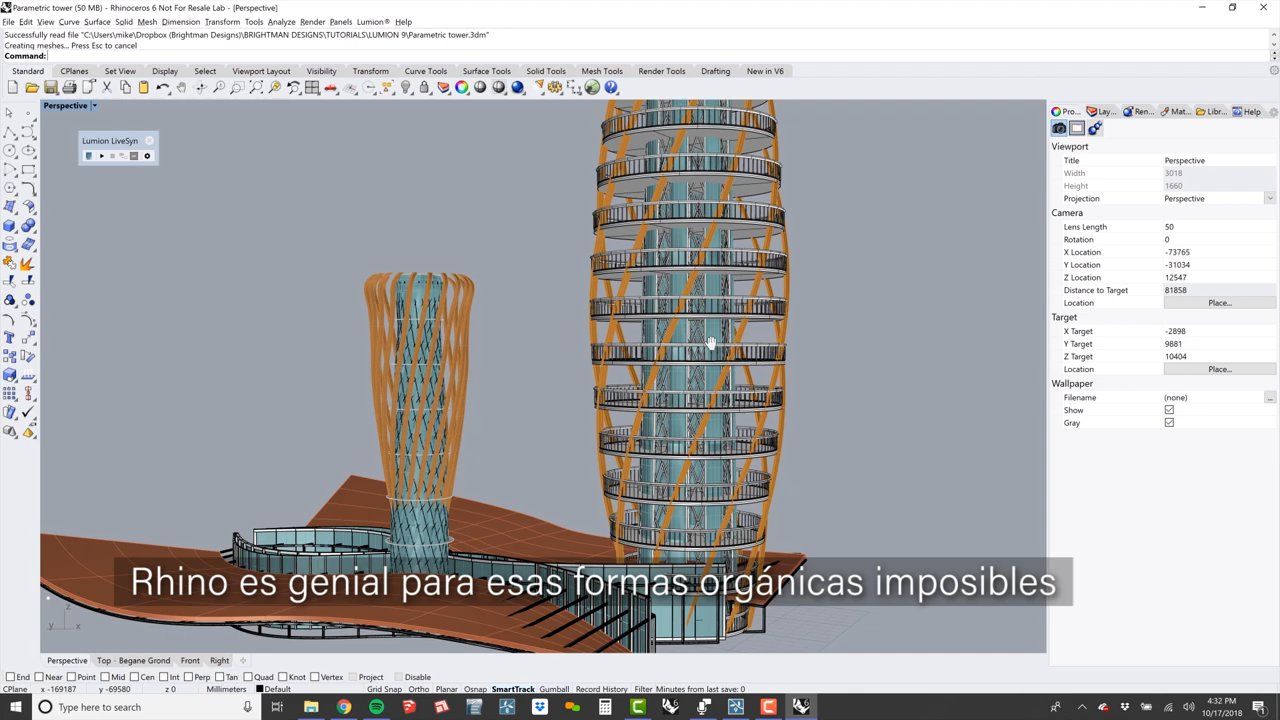 Parametric tower (50 MB) - Rhinoceros 6 Not For Resale Lab - [Perspective]
File Edit View Curve Surface Solid Mesh Dimension Transform Tools Analyze Render Panels Lumion® Help
Successfully read file "C:\Users\mike\Dropbox (Brightman Designs)\BRIGHTMAN DESIGNS\TUTORIALS\LUMION 9\Parametric tower.3dm"
Creating meshes... Press Esc to cancel
Command:
Standard CPlanes Set View Display Select Viewport Layout Visibility Transform Curve Tools Surface Tools Solid Tools Mesh Tools Render Tools Drafting New in V6
Perspective
Lumion LiveSyn
Pro... Lay... Ren... Mat... Libr... Help
Viewport
Title Perspective
Width 3018
Height 1660
Projection Perspective
Camera
Lens Length 50
Rotation 0
X Location -73765
Y Location -31034
Z Location 12547
Distance to Target 81858
Location Place...
Target
X Target -2898
Y Target 9881
Z Target 10404
Location Place...
Wallpaper
Filename (none) ...
Show
Gray
Rhino es genial para esas formas orgánicas imposibles
z
y x
Perspective Top - Begane Grond Front Right
End Near Point Mid Cen Int Perp Tan Quad Knot Vertex Project Disable
CPlane x -169187 y -69580 z 0 Millimeters Default Grid Snap Ortho Planar Osnap SmartTrack Gumball Record History Filter Minutes from last save: 0
Type here to search
4:32 PM
10/17/2018